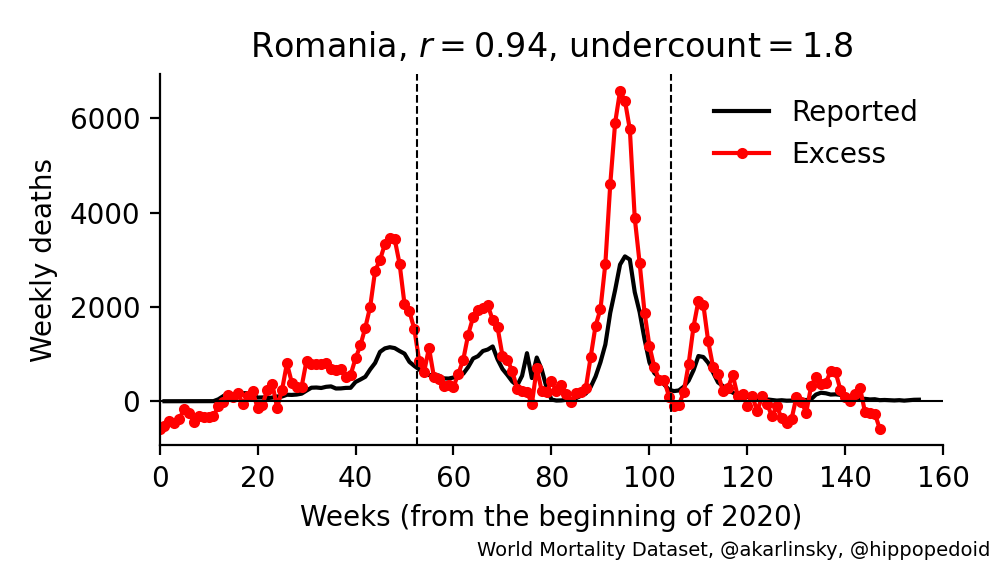 Romania, r = 0.94, undercount = 1.8
Weekly deaths
6000
4000
2000
0
Reported
Excess
0 20 40 60 80 100 120 140 160
Weeks (from the beginning of 2020)
World Mortality Dataset, @akarlinsky, @hippopedoid